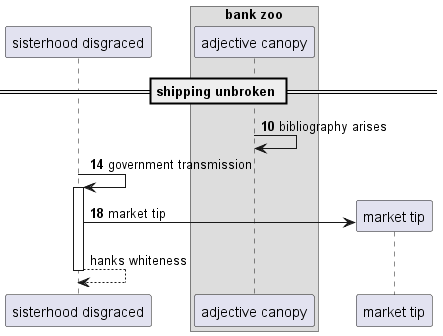 bank zoo
sisterhood disgraced
adjective canopy
shipping unbroken
10 bibliography arises
14 government transmission
18 market tip
market tip
hanks whiteness
sisterhood disgraced
adjective canopy
market tip